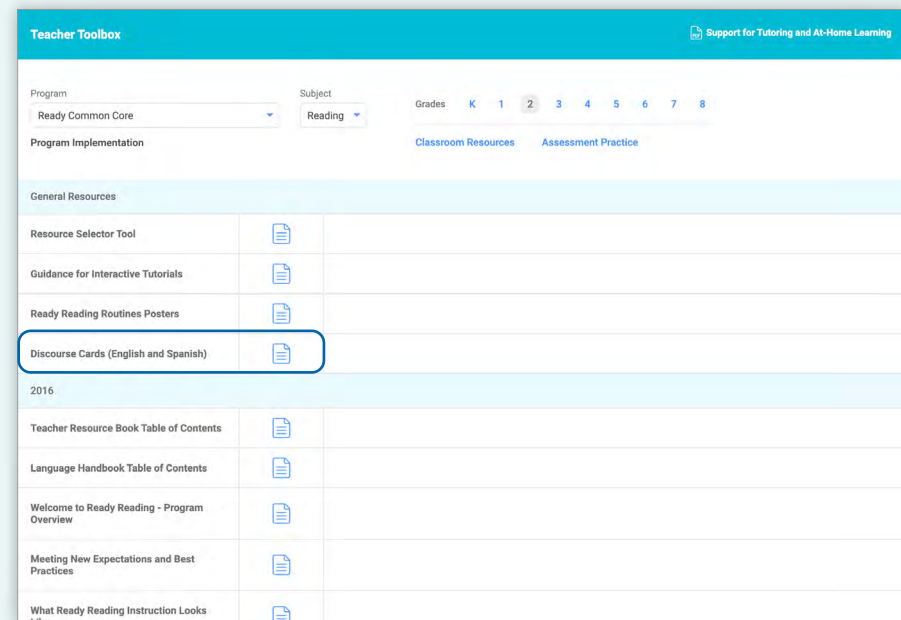 Teacher Toolbox
PDF Support for Tutoring and At-Home Learning
Program
Subject
Ready Common Core
Reading
Grades K 1 2 3 4 5 6 7 8
Program Implementation
Classroom Resources Assessment Practice
General Resources
Resource Selector Tool
Guidance for Interactive Tutorials
Ready Reading Routines Posters
Discourse Cards (English and Spanish)
2016
Teacher Resource Book Table of Contents
Language Handbook Table of Contents
Welcome to Ready Reading - Program
Overview
Meeting New Expectations and Best
Practices
What Ready Reading Instruction Looks